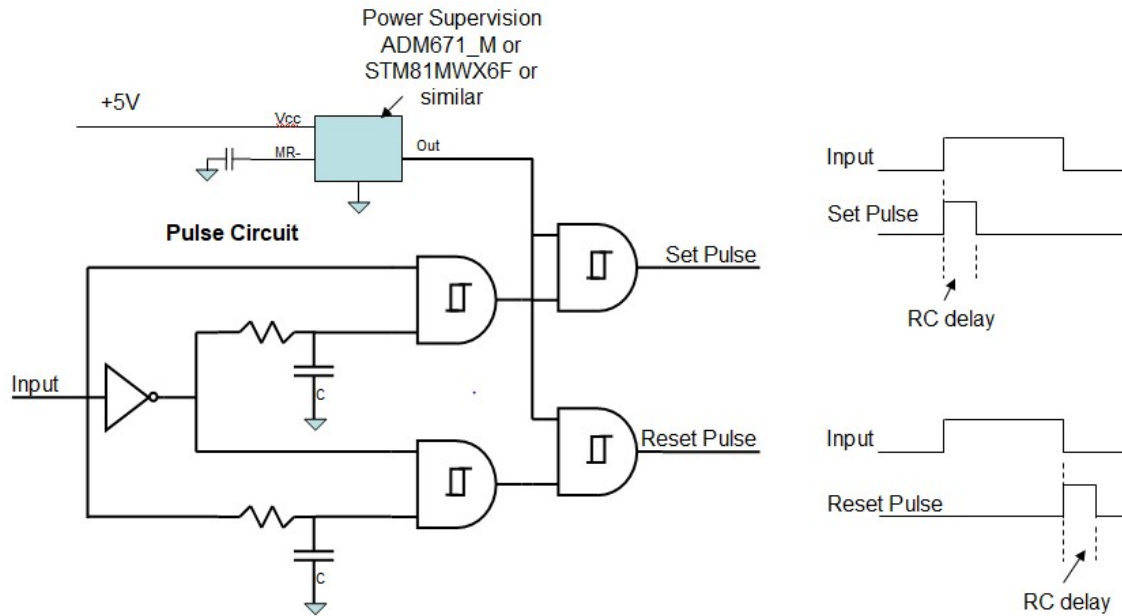 Power Supervision
ADM671_M or
STM81MWX6F or
similar
+5V
Vcc
MR-
Out
Pulse Circuit
Set Pulse
Input
C
Reset Pulse
C
Input
Set Pulse
RC delay
Input
Reset Pulse
RC delay